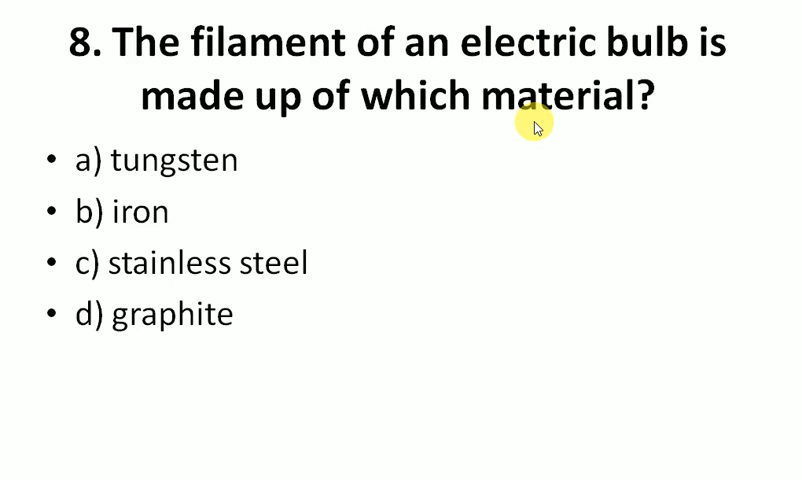 8. The filament of an electric bulb is
made up of which material?
• a) tungsten
• b) iron
• c) stainless steel
• d) graphite